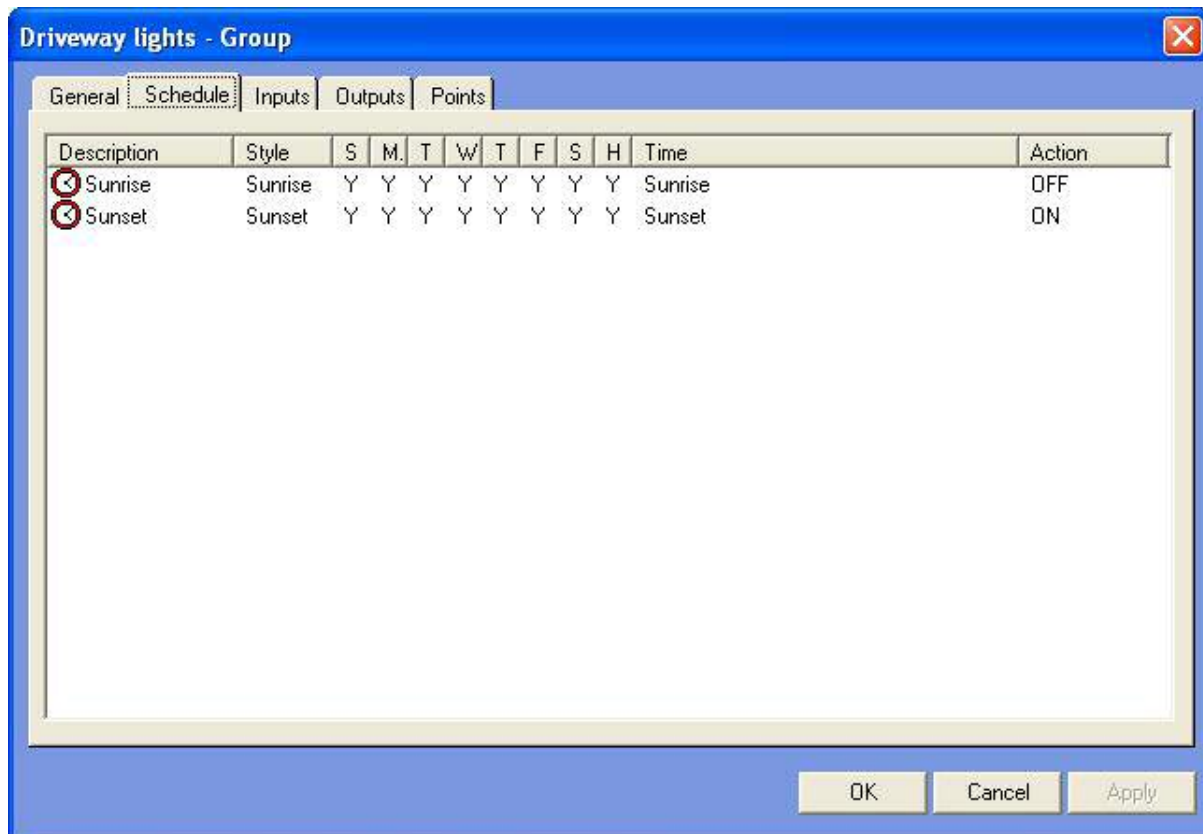 Driveway lights - Group
General Schedule Inputs Outputs Points
Description Style S M. T W T F S H Time Action
Sunrise Sunrise Y Y Y Y Y Y Y Y Sunrise OFF
Sunset Sunset Y Y Y Y Y Y Y Y Sunset ON
OK Cancel Apply